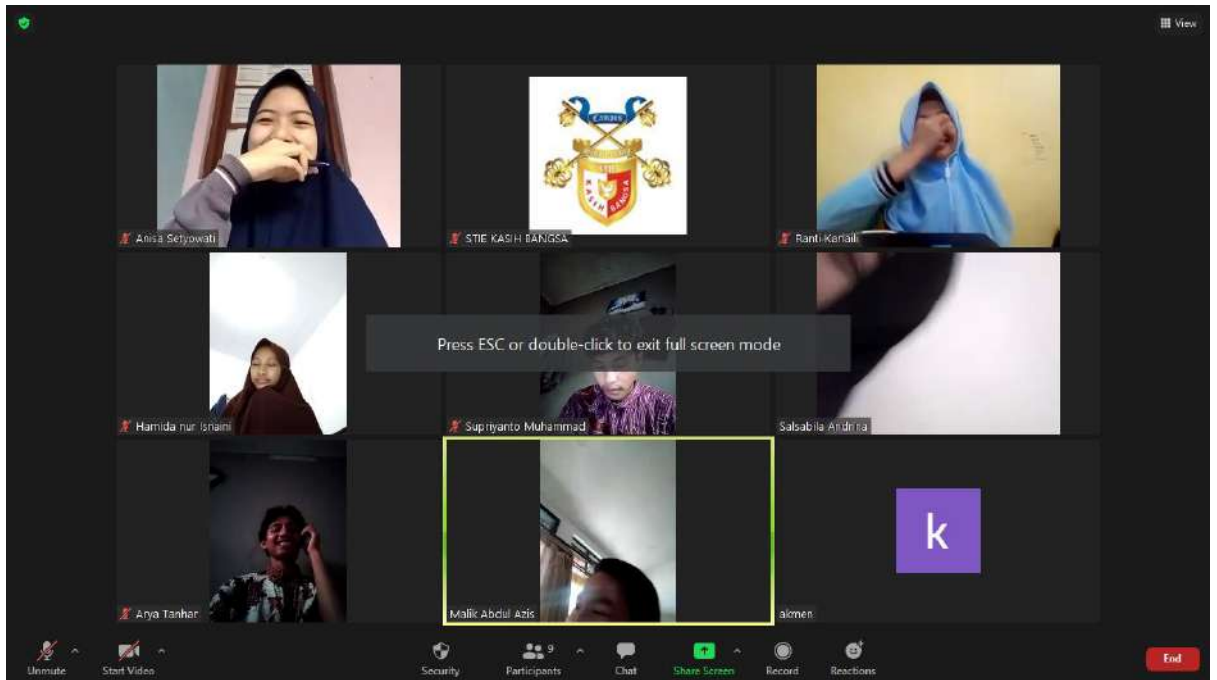 View
Anisa Setyowati
STIE KASIH BANGSA
Ranti
KASIH BANGSA
Press ESC or double-click to exit full screen mode
Hamida nur Isnaini
Supriyanto Muhammad
Salsabila Andrina
k
Arya Tanhar
Malik Abdul Azis
akmen
Unmute
Start Video
Security
Participants
9
Chat
Share Screen
Record
Reactions
End